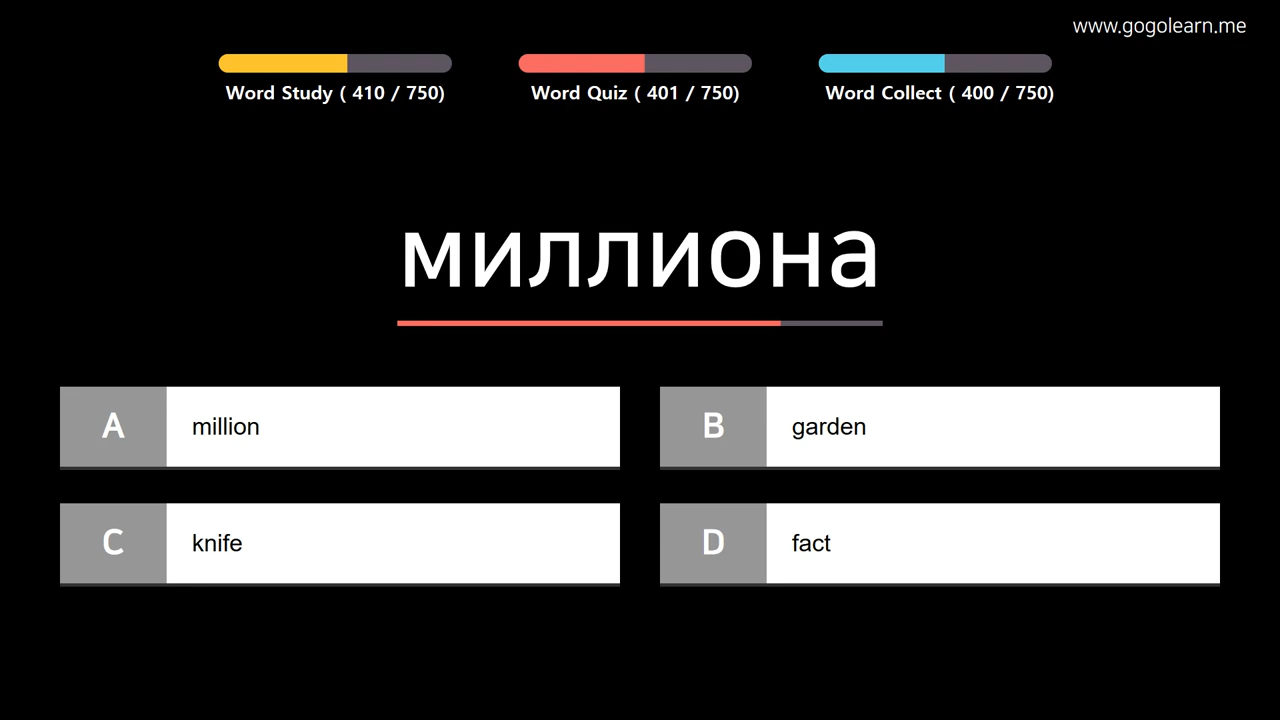 www.gogolearn.me
Word Study ( 410 / 750)
Word Quiz ( 401 / 750)
Word Collect ( 400 / 750)
миллиона
A million
B garden
C knife
D fact